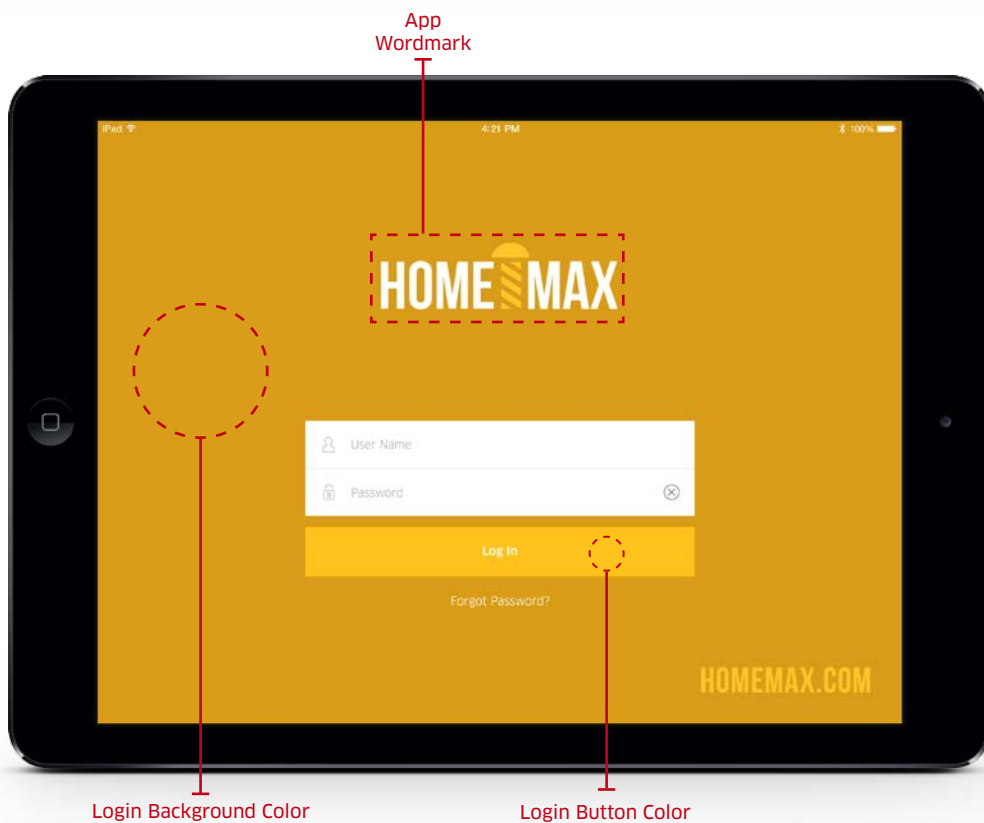 App
Wordmark
iPad 4:21 PM 100%
HOME MAX
User Name
Password
Log In
Forgot Password?
HOMEMAX.COM
Login Background Color Login Button Color